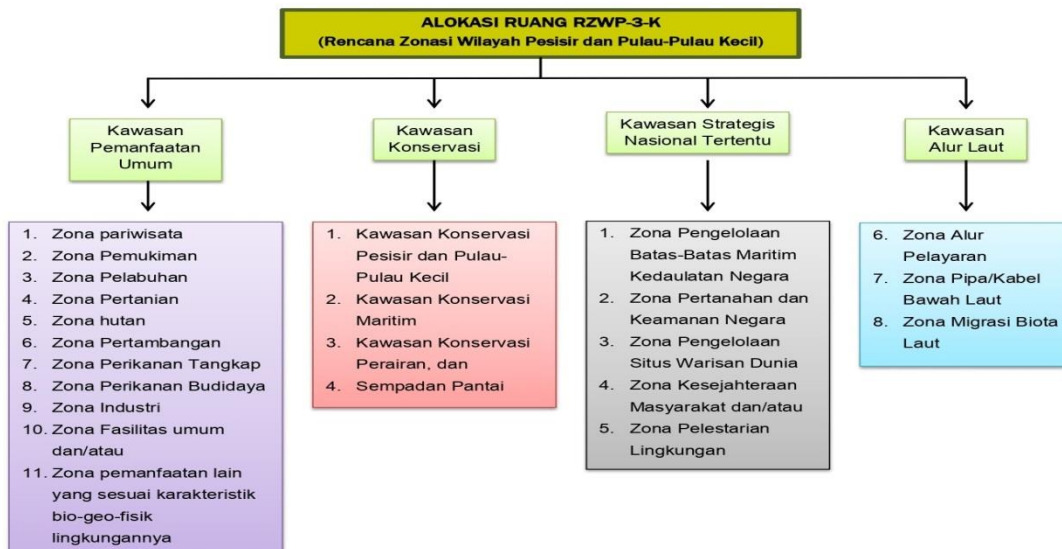 ALOKASI RUANG RZWP-3-K
(Rencana Zonasi Wilayah Pesisir dan Pulau-Pulau Kecil)
Kawasan
Pemanfaatan
Umum
Kawasan
Konservasi
Kawasan Strategis
Nasional Tertentu
Kawasan
Alur Laut
1. Zona pariwisata
2. Zona Pemukiman
3. Zona Pelabuhan
4. Zona Pertanian
5. Zona hutan
6. Zona Pertambangan
7. Zona Perikanan Tangkap
8. Zona Perikanan Budidaya
9. Zona Industri
10. Zona Fasilitas umum
dan/atau
11. Zona pemanfaatan lain
yang sesuai karakteristik
bio-geo-fisik
lingkungannya
1. Kawasan Konservasi
Pesisir dan Pulau-
Pulau Kecil
2. Kawasan Konservasi
Maritim
3. Kawasan Konservasi
Perairan, dan
4. Sempadan Pantai
1. Zona Pengelolaan
Batas-Batas Maritim
Kedaulatan Negara
2. Zona Pertanahan dan
Keamanan Negara
3. Zona Pengelolaan
Situs Warisan Dunia
4. Zona Kesejahteraan
Masyarakat dan/atau
5. Zona Pelestarian
Lingkungan
6. Zona Alur
Pelayaran
7. Zona Pipa/Kabel
Bawah Laut
8. Zona Migrasi Biota
Laut